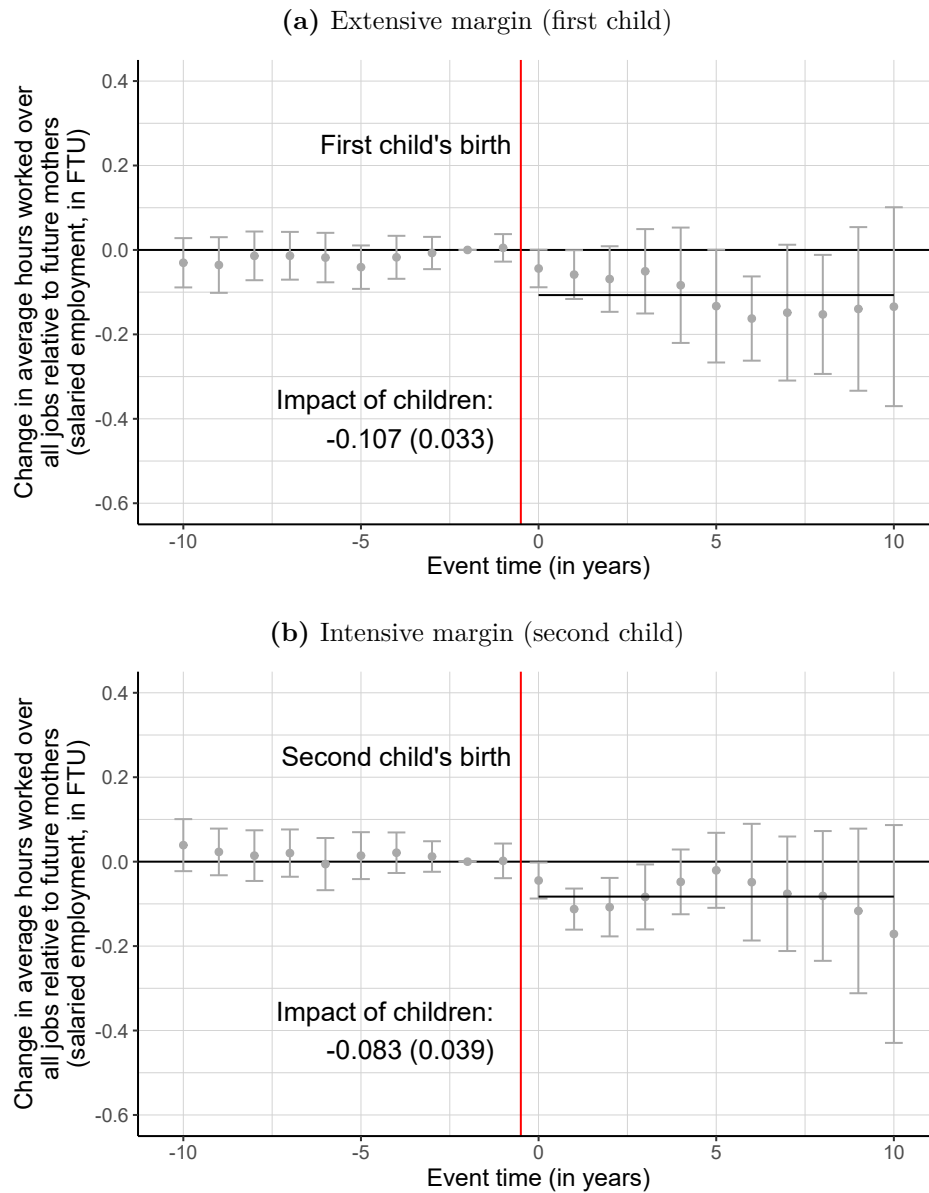 (a) Extensive margin (first child)
Change in average hours worked over
all jobs relative to future mothers
(salaried employment, in FTU)
0.4
0.2
0.0
-0.2
-0.4
-0.6
First child's birth
Impact of children:
-0.107 (0.033)
-10 -5 0 5 10
Event time (in years)
(b) Intensive margin (second child)
Change in average hours worked over
all jobs relative to future mothers
(salaried employment, in FTU)
0.4
0.2
0.0
-0.2
-0.4
-0.6
Second child's birth
Impact of children:
-0.083 (0.039)
-10 -5 0 5 10
Event time (in years)